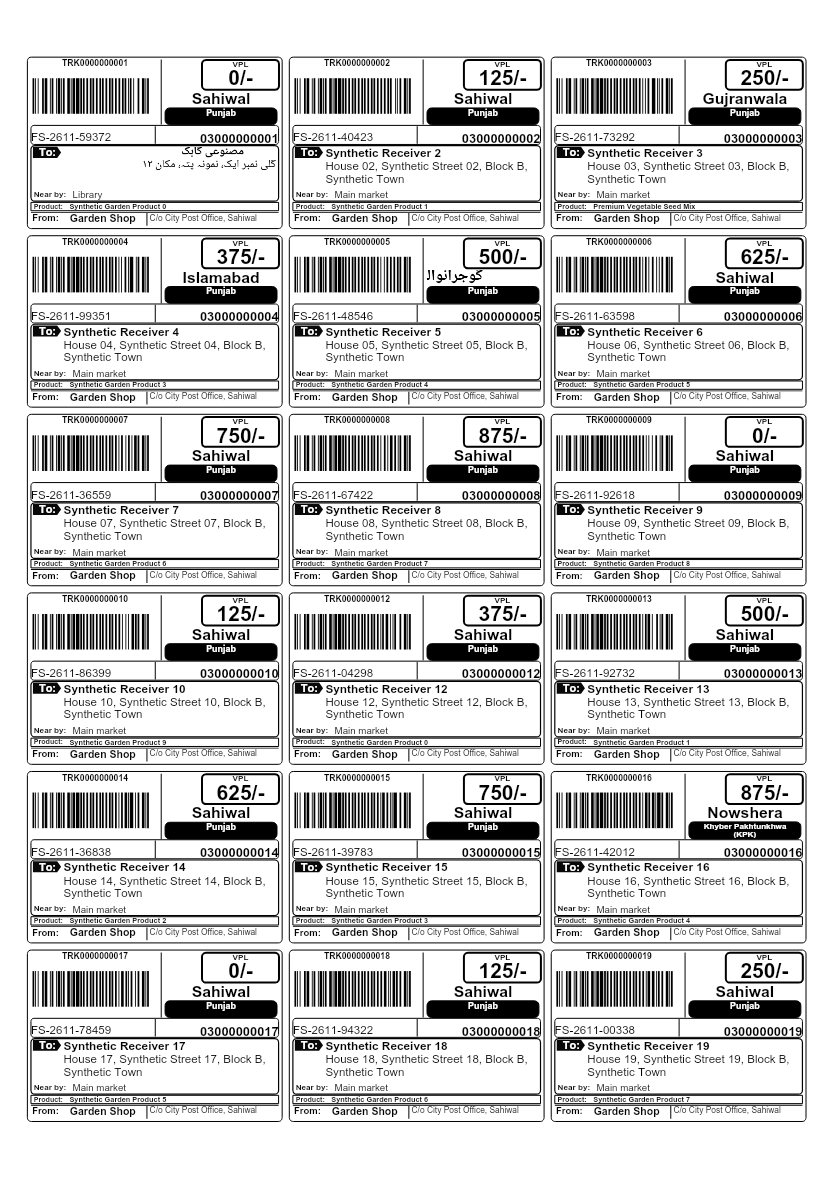 TRK0000000001
VPL
0/-
Sahiwal
Punjab
FS-2611-59372 03000000001
To: مصنوعی گاہک
گلی نمبر ایک، نمونہ پتہ، مکان ۱۲
Near by: Library
Product: Synthetic Garden Product 0
From: Garden Shop C/o City Post Office, Sahiwal
TRK0000000002
VPL
125/-
Sahiwal
Punjab
FS-2611-40423 03000000002
To: Synthetic Receiver 2
House 02, Synthetic Street 02, Block B,
Synthetic Town
Near by: Main market
Product: Synthetic Garden Product 1
From: Garden Shop C/o City Post Office, Sahiwal
TRK0000000003
VPL
250/-
Gujranwala
Punjab
FS-2611-73292 03000000003
To: Synthetic Receiver 3
House 03, Synthetic Street 03, Block B,
Synthetic Town
Near by: Main market
Product: Premium Vegetable Seed Mix
From: Garden Shop C/o City Post Office, Sahiwal
TRK0000000004
VPL
375/-
Islamabad
Punjab
FS-2611-99351 03000000004
To: Synthetic Receiver 4
House 04, Synthetic Street 04, Block B,
Synthetic Town
Near by: Main market
Product: Synthetic Garden Product 3
From: Garden Shop C/o City Post Office, Sahiwal
TRK0000000005
VPL
500/-
گوجرانوال
Punjab
FS-2611-48546 03000000005
To: Synthetic Receiver 5
House 05, Synthetic Street 05, Block B,
Synthetic Town
Near by: Main market
Product: Synthetic Garden Product 4
From: Garden Shop C/o City Post Office, Sahiwal
TRK0000000006
VPL
625/-
Sahiwal
Punjab
FS-2611-63598 03000000006
To: Synthetic Receiver 6
House 06, Synthetic Street 06, Block B,
Synthetic Town
Near by: Main market
Product: Synthetic Garden Product 5
From: Garden Shop C/o City Post Office, Sahiwal
TRK0000000007
VPL
750/-
Sahiwal
Punjab
FS-2611-36559 03000000007
To: Synthetic Receiver 7
House 07, Synthetic Street 07, Block B,
Synthetic Town
Near by: Main market
Product: Synthetic Garden Product 6
From: Garden Shop C/o City Post Office, Sahiwal
TRK0000000008
VPL
875/-
Sahiwal
Punjab
FS-2611-67422 03000000008
To: Synthetic Receiver 8
House 08, Synthetic Street 08, Block B,
Synthetic Town
Near by: Main market
Product: Synthetic Garden Product 7
From: Garden Shop C/o City Post Office, Sahiwal
TRK0000000009
VPL
0/-
Sahiwal
Punjab
FS-2611-92618 03000000009
To: Synthetic Receiver 9
House 09, Synthetic Street 09, Block B,
Synthetic Town
Near by: Main market
Product: Synthetic Garden Product 8
From: Garden Shop C/o City Post Office, Sahiwal
TRK0000000010
VPL
125/-
Sahiwal
Punjab
FS-2611-86399 03000000010
To: Synthetic Receiver 10
House 10, Synthetic Street 10, Block B,
Synthetic Town
Near by: Main market
Product: Synthetic Garden Product 9
From: Garden Shop C/o City Post Office, Sahiwal
TRK0000000012
VPL
375/-
Sahiwal
Punjab
FS-2611-04298 03000000012
To: Synthetic Receiver 12
House 12, Synthetic Street 12, Block B,
Synthetic Town
Near by: Main market
Product: Synthetic Garden Product 0
From: Garden Shop C/o City Post Office, Sahiwal
TRK0000000013
VPL
500/-
Sahiwal
Punjab
FS-2611-92732 03000000013
To: Synthetic Receiver 13
House 13, Synthetic Street 13, Block B,
Synthetic Town
Near by: Main market
Product: Synthetic Garden Product 1
From: Garden Shop C/o City Post Office, Sahiwal
TRK0000000014
VPL
625/-
Sahiwal
Punjab
FS-2611-36838 03000000014
To: Synthetic Receiver 14
House 14, Synthetic Street 14, Block B,
Synthetic Town
Near by: Main market
Product: Synthetic Garden Product 2
From: Garden Shop C/o City Post Office, Sahiwal
TRK0000000015
VPL
750/-
Sahiwal
Punjab
FS-2611-39783 03000000015
To: Synthetic Receiver 15
House 15, Synthetic Street 15, Block B,
Synthetic Town
Near by: Main market
Product: Synthetic Garden Product 3
From: Garden Shop C/o City Post Office, Sahiwal
TRK0000000016
VPL
875/-
Nowshera
Khyber Pakhtunkhwa
(KPK)
FS-2611-42012 03000000016
To: Synthetic Receiver 16
House 16, Synthetic Street 16, Block B,
Synthetic Town
Near by: Main market
Product: Synthetic Garden Product 4
From: Garden Shop C/o City Post Office, Sahiwal
TRK0000000017
VPL
0/-
Sahiwal
Punjab
FS-2611-78459 03000000017
To: Synthetic Receiver 17
House 17, Synthetic Street 17, Block B,
Synthetic Town
Near by: Main market
Product: Synthetic Garden Product 5
From: Garden Shop C/o City Post Office, Sahiwal
TRK0000000018
VPL
125/-
Sahiwal
Punjab
FS-2611-94322 03000000018
To: Synthetic Receiver 18
House 18, Synthetic Street 18, Block B,
Synthetic Town
Near by: Main market
Product: Synthetic Garden Product 6
From: Garden Shop C/o City Post Office, Sahiwal
TRK0000000019
VPL
250/-
Sahiwal
Punjab
FS-2611-00338 03000000019
To: Synthetic Receiver 19
House 19, Synthetic Street 19, Block B,
Synthetic Town
Near by: Main market
Product: Synthetic Garden Product 7
From: Garden Shop C/o City Post Office, Sahiwal